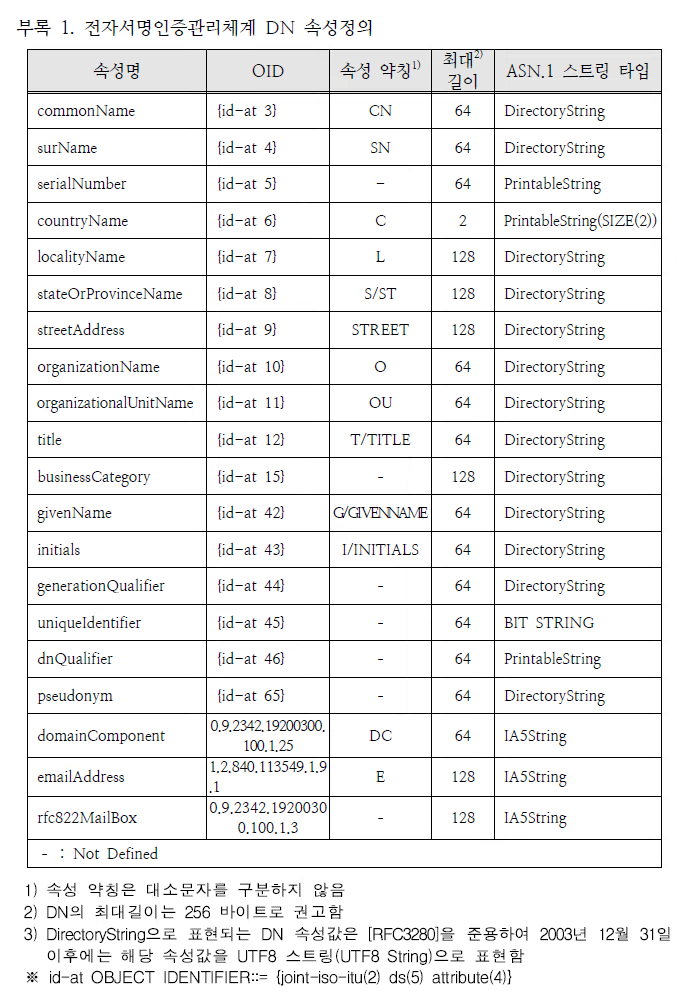 부록 1. 전자서명인증관리체계 DN 속성정의
속성명 OID 속성 약칭1) 최대2) 길이 ASN.1 스트링 타입
commonName {id-at 3} CN 64 DirectoryString
surName {id-at 4} SN 64 DirectoryString
serialNumber {id-at 5} - 64 PrintableString
countryName {id-at 6} C 2 PrintableString(SIZE(2))
localityName {id-at 7} L 128 DirectoryString
stateOrProvinceName {id-at 8} S/ST 128 DirectoryString
streetAddress {id-at 9} STREET 128 DirectoryString
organizationName {id-at 10} O 64 DirectoryString
organizationalUnitName {id-at 11} OU 64 DirectoryString
title {id-at 12} T/TITLE 64 DirectoryString
businessCategory {id-at 15} - 128 DirectoryString
givenName {id-at 42} G/GIVENNAME 64 DirectoryString
initials {id-at 43} I/INITIALS 64 DirectoryString
generationQualifier {id-at 44} - 64 DirectoryString
uniqueIdentifier {id-at 45} - 64 BIT STRING
dnQualifier {id-at 46} - 64 PrintableString
pseudonym {id-at 65} - 64 DirectoryString
domainComponent 0.9.2342.19200300.100.1.25 DC 64 IA5String
emailAddress 1.2.840.113549.1.9.1 E 128 IA5String
rfc822MailBox 0.9.2342.19200300.100.1.3 - 128 IA5String
- : Not Defined
1) 속성 약칭은 대소문자를 구분하지 않음
2) DN의 최대길이는 256 바이트로 권고함
3) DirectoryString으로 표현되는 DN 속성값은 [RFC3280]을 준용하여 2003년 12월 31일
이후에는 해당 속성값을 UTF8 스트링(UTF8 String)으로 표현함
※ id-at OBJECT IDENTIFIER::= {joint-iso-itu(2) ds(5) attribute(4)}